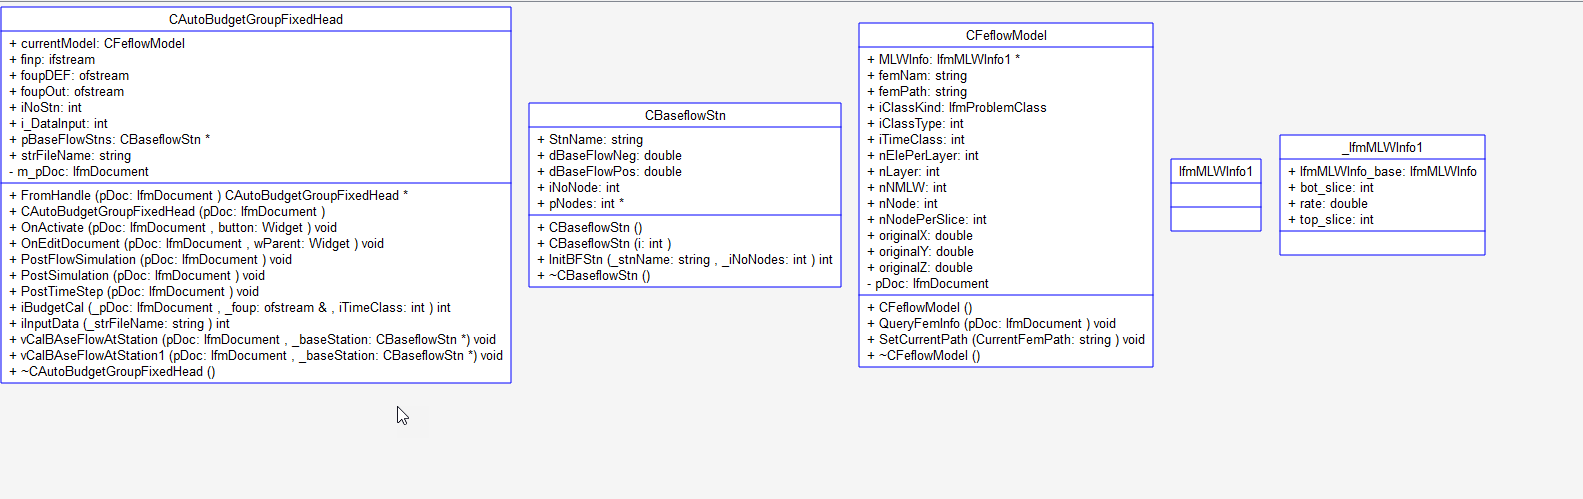 CAutoBudgetGroupFixedHead
+ currentModel: CFeflowModel
+ finp: ifstream
+ foupDEF: ofstream
+ foupOut: ofstream
+ iNoStn: int
+ i_DataInput: int
+ pBaseFlowStns: CBaseflowStn *
+ strFileName: string
- m_pDoc: IfmDocument
+ FromHandle (pDoc: IfmDocument ) CAutoBudgetGroupFixedHead *
+ CAutoBudgetGroupFixedHead (pDoc: IfmDocument )
+ OnActivate (pDoc: IfmDocument , button: Widget ) void
+ OnEditDocument (pDoc: IfmDocument , wParent: Widget ) void
+ PostFlowSimulation (pDoc: IfmDocument ) void
+ PostSimulation (pDoc: IfmDocument ) void
+ PostTimeStep (pDoc: IfmDocument ) void
+ iBudgetCal (_pDoc: IfmDocument , _foup: ofstream & , iTimeClass: int ) int
+ iInputData (_strFileName: string ) int
+ vCalBAseFlowAtStation (pDoc: IfmDocument , _baseStation: CBaseflowStn *) void
+ vCalBAseFlowAtStation1 (pDoc: IfmDocument , _baseStation: CBaseflowStn *) void
+ ~CAutoBudgetGroupFixedHead ()
CBaseflowStn
+ StnName: string
+ dBaseFlowNeg: double
+ dBaseFlowPos: double
+ iNoNode: int
+ pNodes: int *
+ CBaseflowStn ()
+ CBaseflowStn (i: int )
+ InitBFStn (_stnName: string , _iNoNodes: int ) int
+ ~CBaseflowStn ()
CFeflowModel
+ MLWInfo: IfmMLWInfo1 *
+ femNam: string
+ femPath: string
+ iClassKind: IfmProblemClass
+ iClassType: int
+ iTimeClass: int
+ nElePerLayer: int
+ nLayer: int
+ nNMLW: int
+ nNode: int
+ nNodePerSlice: int
+ originalX: double
+ originalY: double
+ originalZ: double
- pDoc: IfmDocument
+ CFeflowModel ()
+ QueryFemInfo (pDoc: IfmDocument ) void
+ SetCurrentPath (CurrentFemPath: string ) void
+ ~CFeflowModel ()
IfmMLWInfo1
_IfmMLWInfo1
+ IfmMLWInfo_base: IfmMLWInfo
+ bot_slice: int
+ rate: double
+ top_slice: int